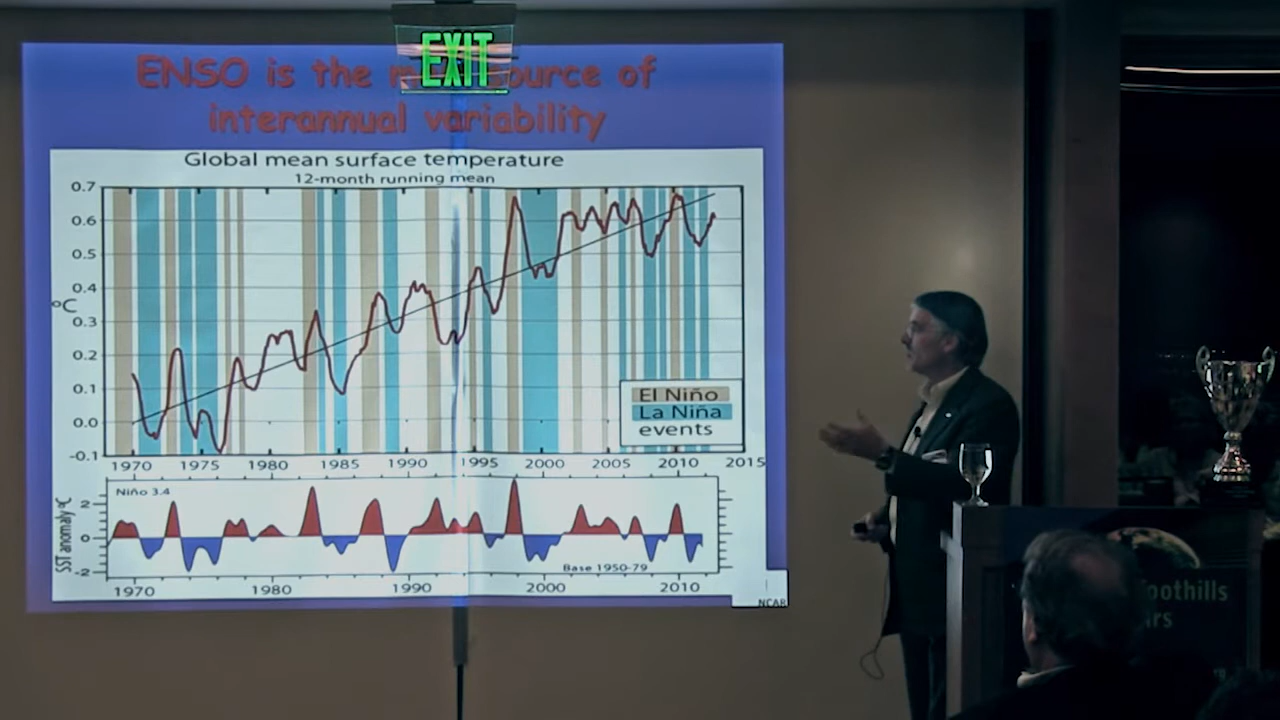 EXIT
ENSO is the source of
interannual variability
Global mean surface temperature
12-month running mean
0.7
0.6
0.5
0.4
°C
0.3
0.2
0.1
0.0
-0.1
El Niño
La Niña
events
1970 1975 1980 1985 1990 1995 2000 2005 2010 2015
Niño 3.4
SST anomaly °C
2
0
-2
Base 1950-79
1970 1980 1990 2000 2010
NCAR
oothills
rs